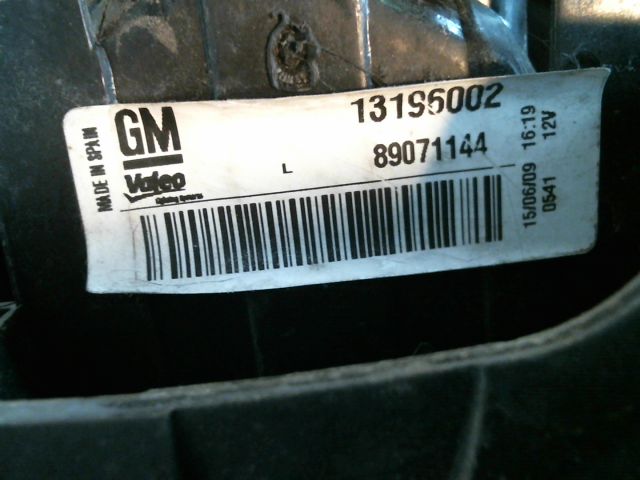 MADE IN SPAIN
GM
13196002
L 89071144
Valeo
15/06/09 16:19
0541 12V